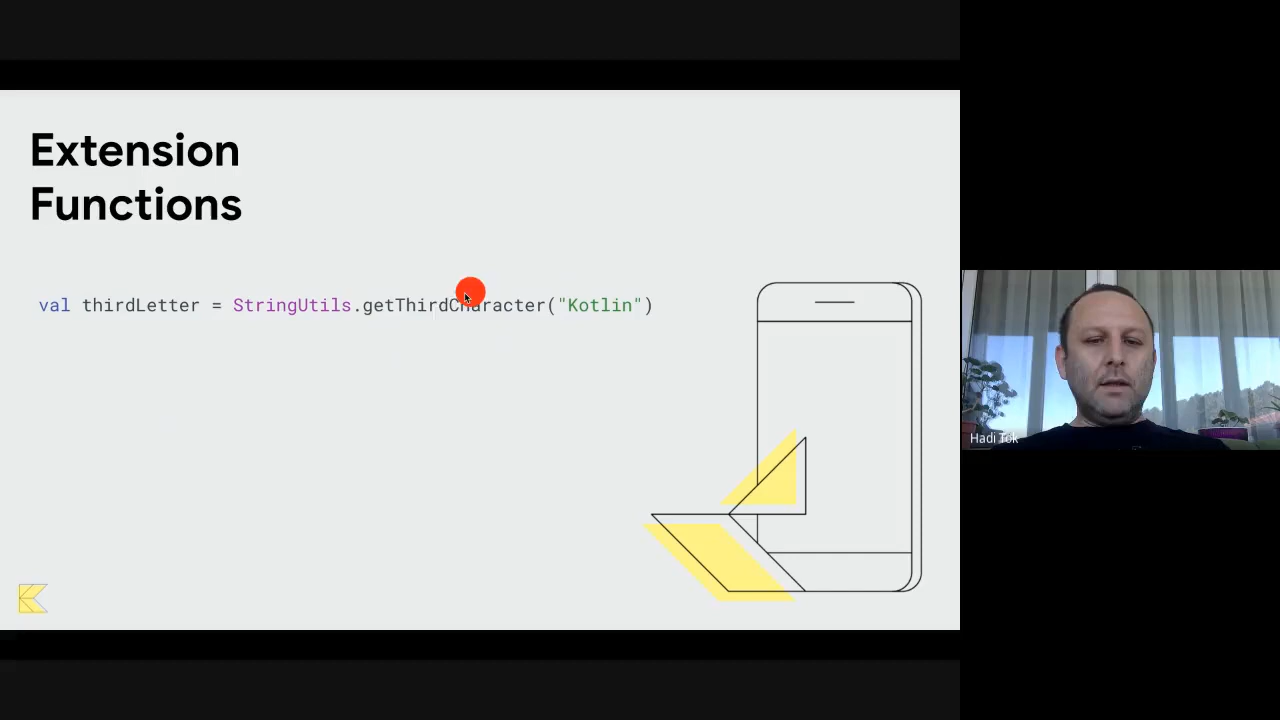 Extension
Functions
val thirdLetter = StringUtils.getThirdCharacter("Kotlin")
Hadi Tok